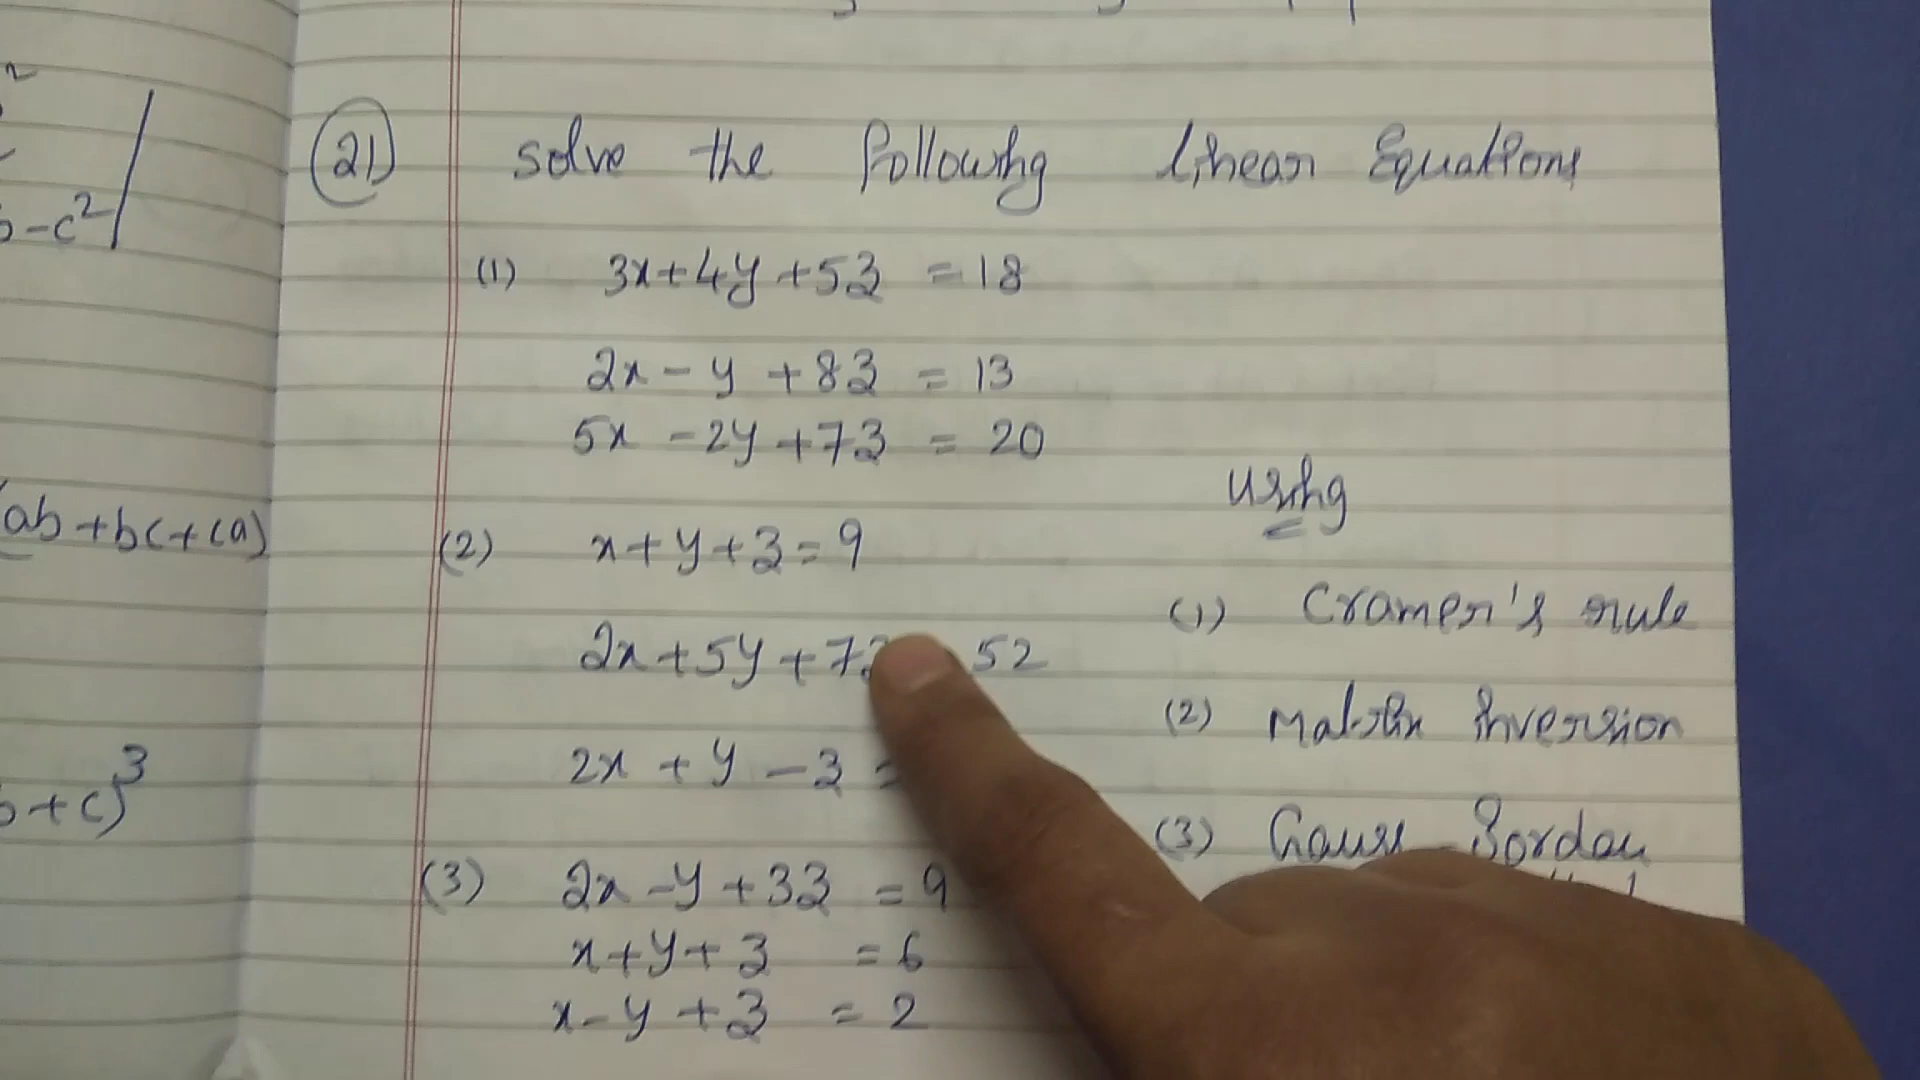 2
b-c2
ab+bc+ca)
b+c)3
(21) solve the following linear Equations
(1) 3x+4y+5z = 18
2x-y+8z = 13
5x-2y+7z = 20
(2) x+y+z=9
2x+5y+7z 52
2x+y-z =
(3) 2x-y+3z = 9
x+y+z = 6
x-y+z = 2
Using
(1) Cramer's rule
(2) Matrix inversion
(3) Gauss-Jordan